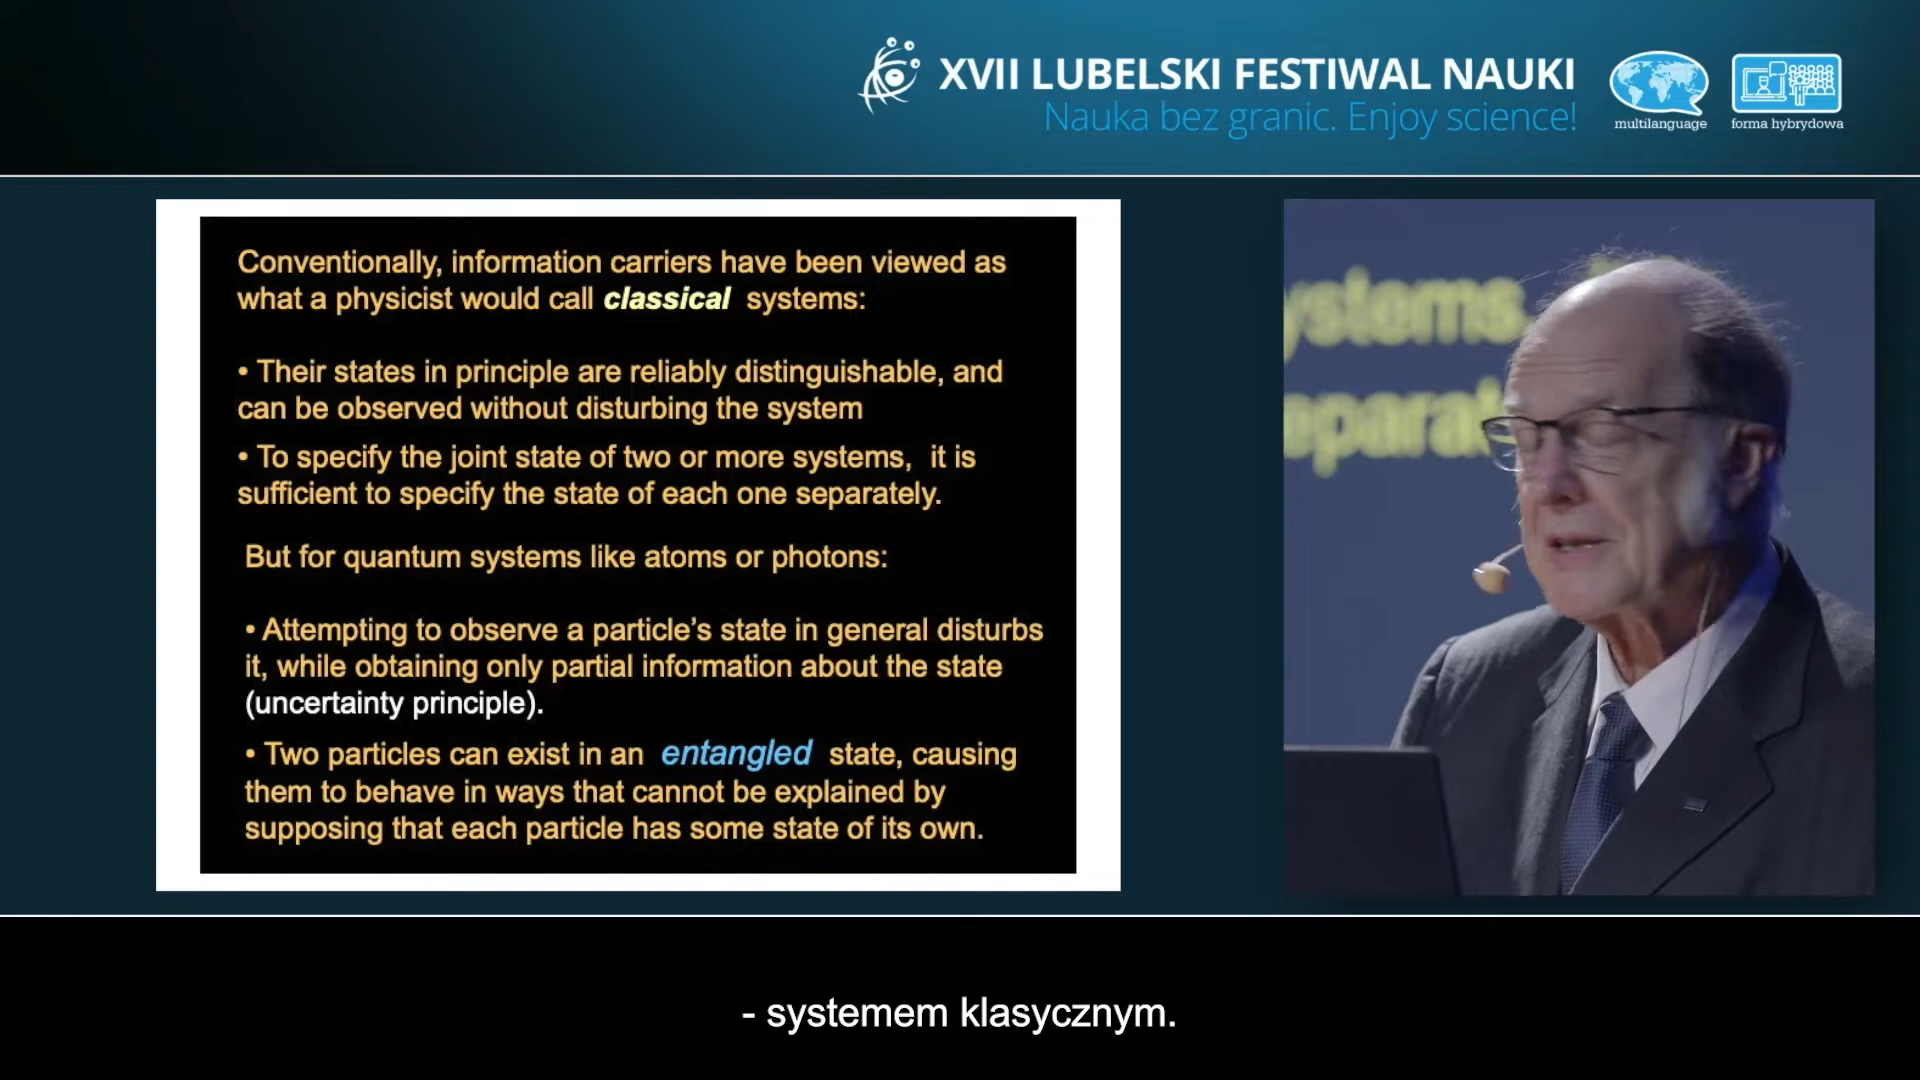 XVII LUBELSKI FESTIWAL NAUKI
Nauka bez granic. Enjoy science!
multilanguage
forma hybrydowa
Conventionally, information carriers have been viewed as
what a physicist would call classical systems:
• Their states in principle are reliably distinguishable, and
can be observed without disturbing the system
• To specify the joint state of two or more systems, it is
sufficient to specify the state of each one separately.
But for quantum systems like atoms or photons:
• Attempting to observe a particle’s state in general disturbs
it, while obtaining only partial information about the state
(uncertainty principle).
• Two particles can exist in an entangled state, causing
them to behave in ways that cannot be explained by
supposing that each particle has some state of its own.
ystems,
eparat
- systemem klasycznym.